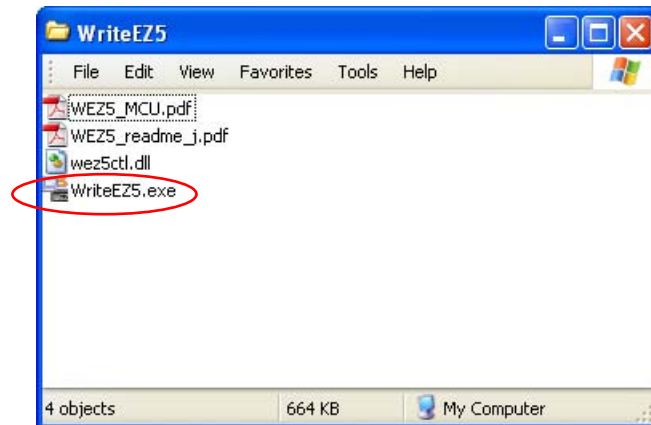 WriteEZ5
File Edit View Favorites Tools Help
WEZ5_MCU.pdf
WEZ5_readme_j.pdf
wez5ctl.dll
WriteEZ5.exe
4 objects 664 KB My Computer